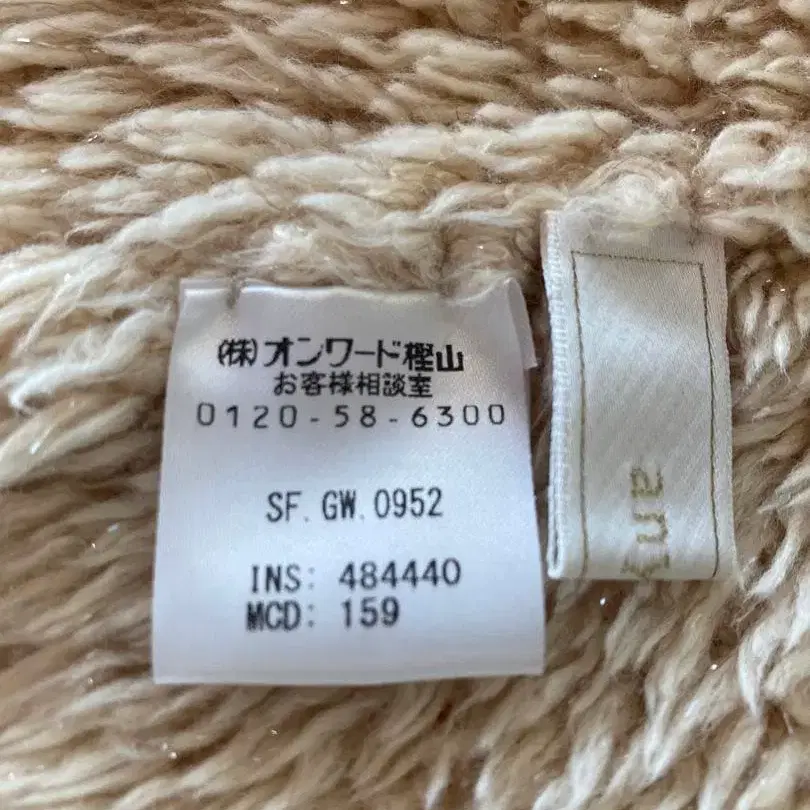 (株)オンワード樫山
お客様相談室
0120-58-6300
SF.GW.0952
INS: 484440
MCD: 159